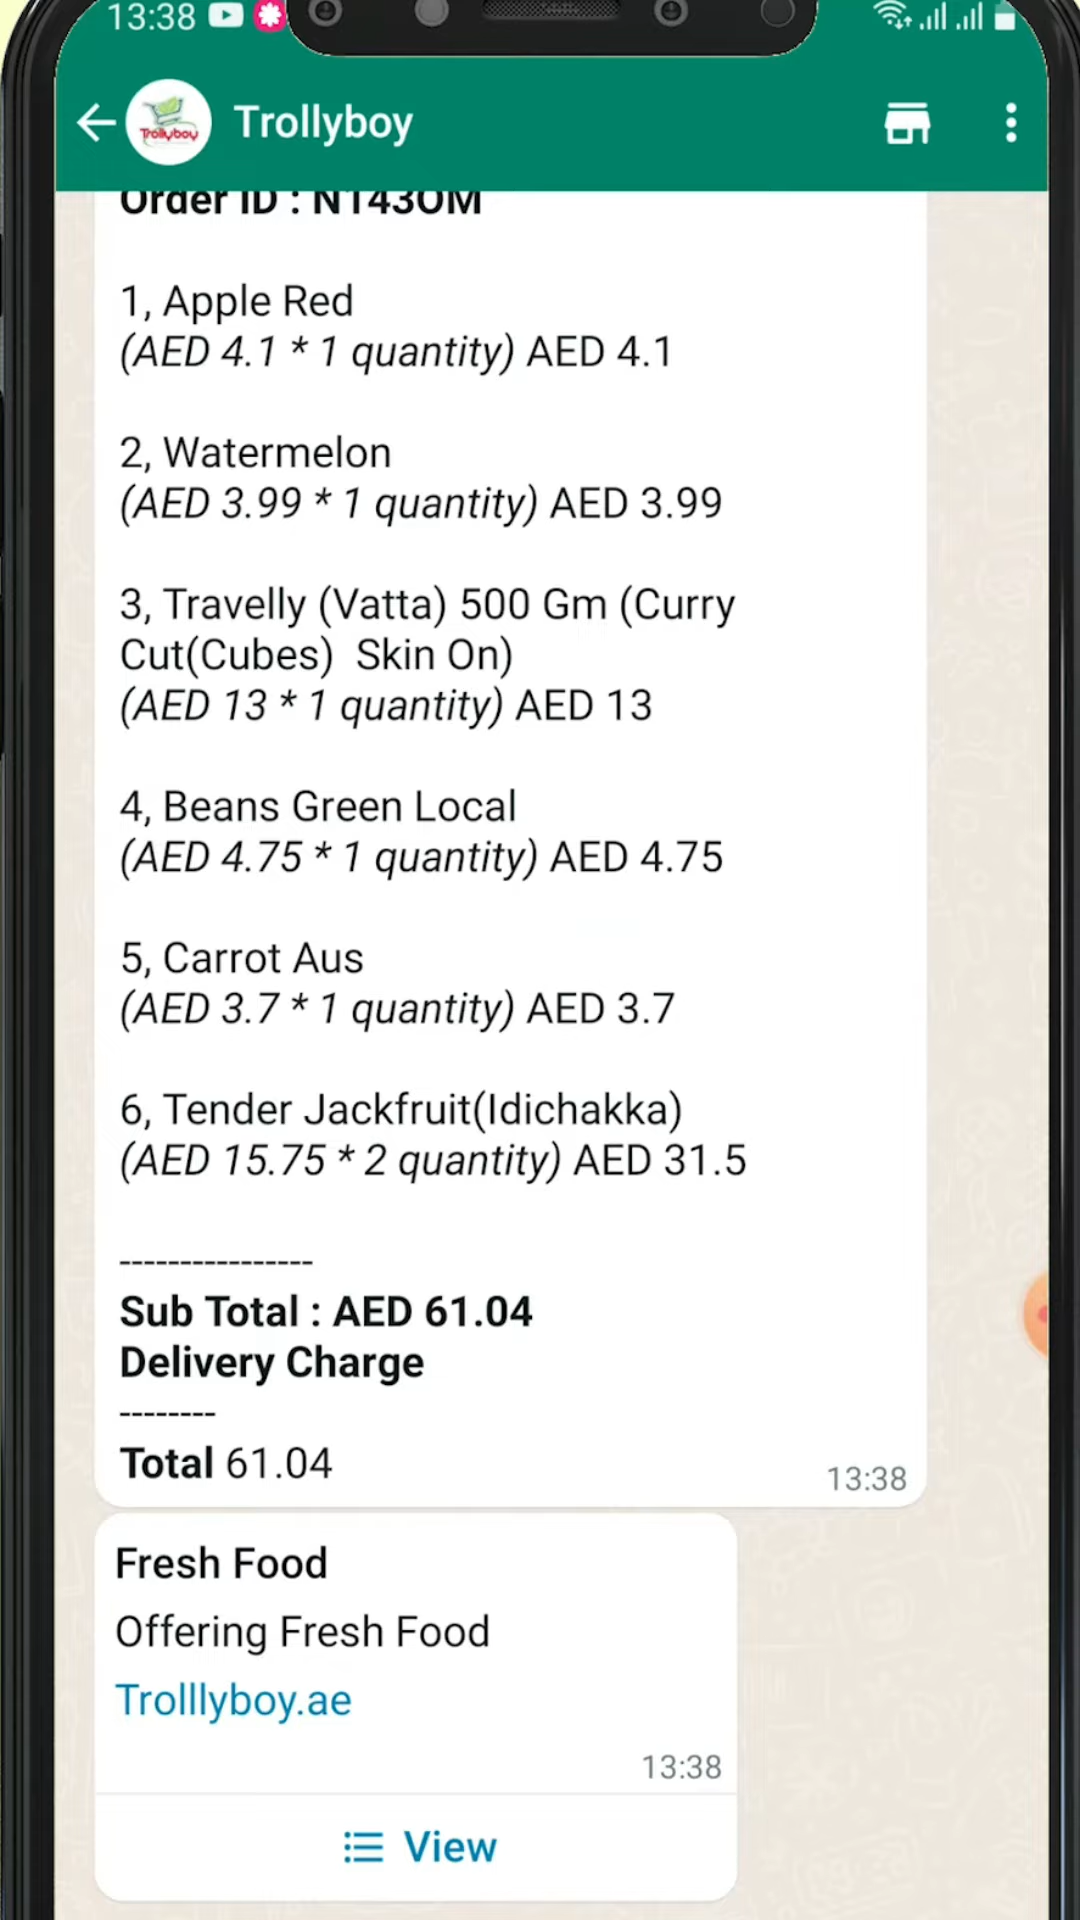 13:38
Trollyboy
Trollyboy
Order ID : N143OM
1, Apple Red
(AED 4.1 * 1 quantity) AED 4.1
2, Watermelon
(AED 3.99 * 1 quantity) AED 3.99
3, Travelly (Vatta) 500 Gm (Curry
Cut(Cubes)  Skin On)
(AED 13 * 1 quantity) AED 13
4, Beans Green Local
(AED 4.75 * 1 quantity) AED 4.75
5, Carrot Aus
(AED 3.7 * 1 quantity) AED 3.7
6, Tender Jackfruit(Idichakka)
(AED 15.75 * 2 quantity) AED 31.5
----------------
Sub Total : AED 61.04
Delivery Charge
--------
Total 61.04
13:38
Fresh Food
Offering Fresh Food
Trolllyboy.ae
13:38
View